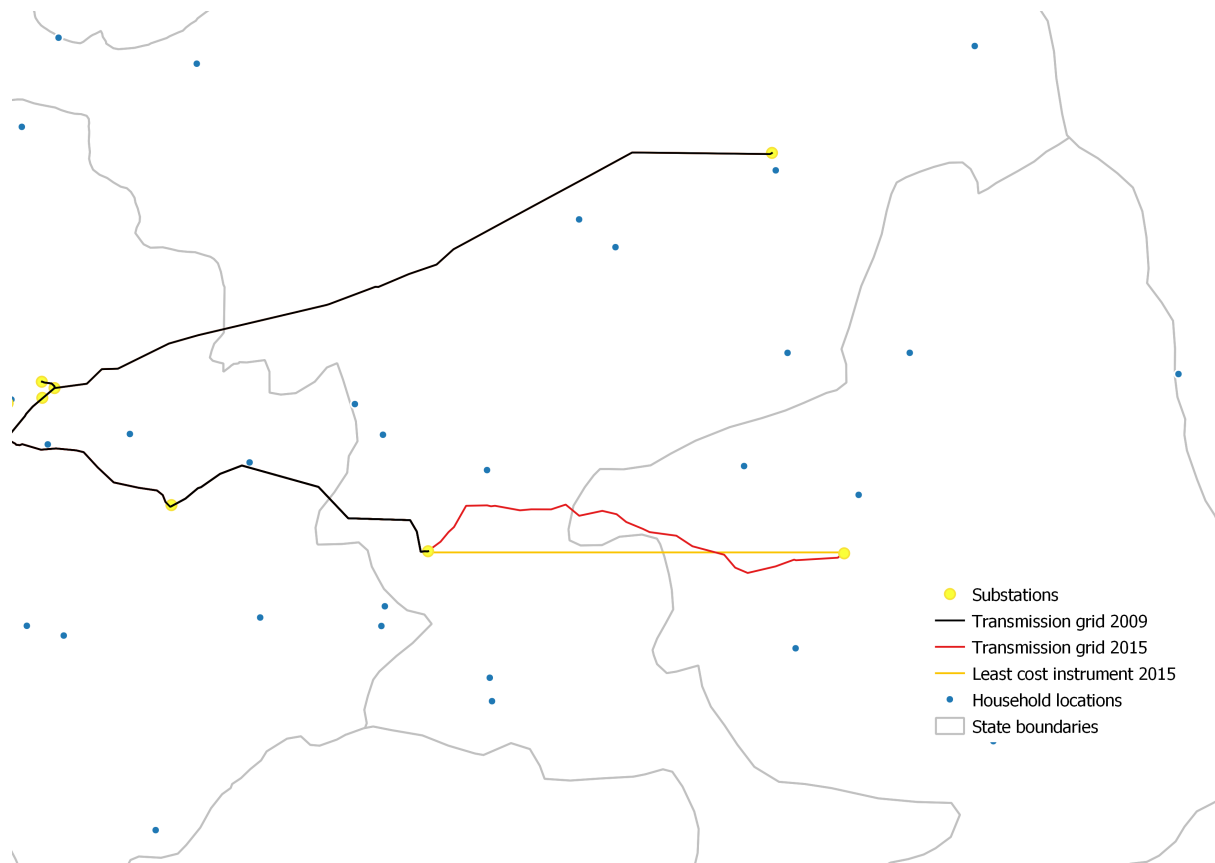 Substations
Transmission grid 2009
Transmission grid 2015
Least cost instrument 2015
Household locations
State boundaries